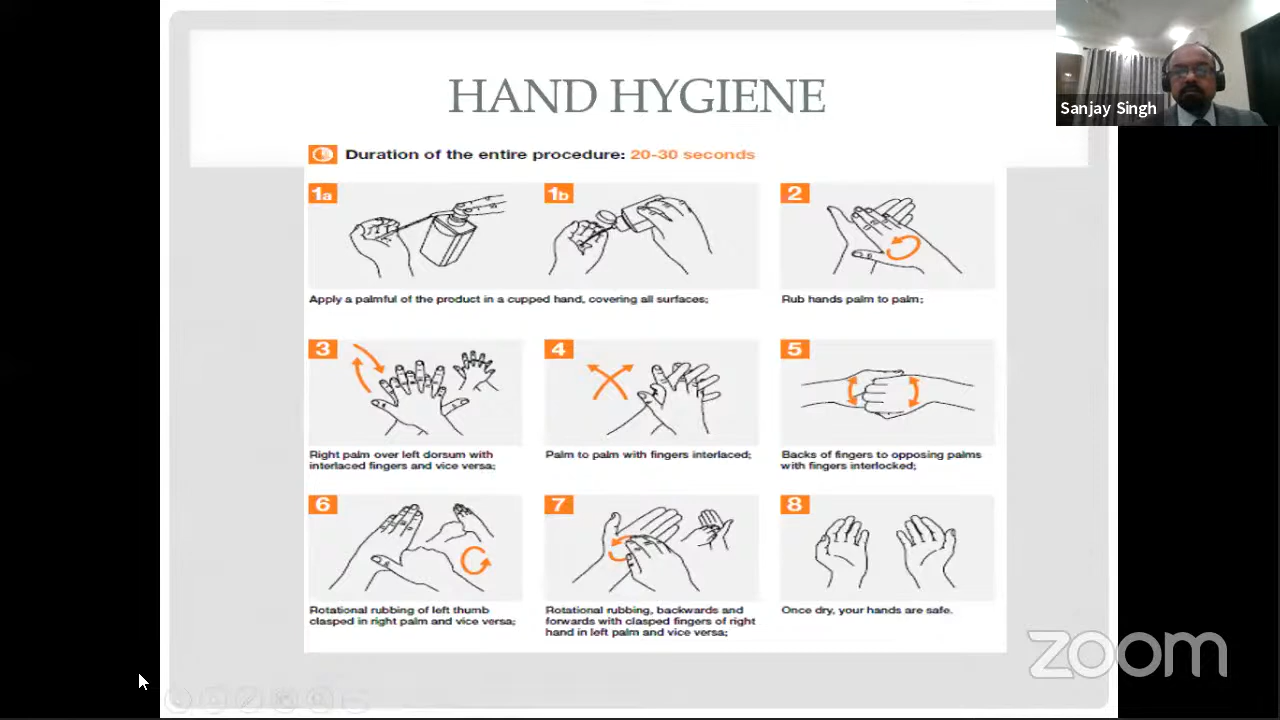 HAND HYGIENE
Sanjay Singh
Duration of the entire procedure: 20-30 seconds
1a
1b
2
Apply a palmful of the product in a cupped hand, covering all surfaces;
Rub hands palm to palm;
3
4
5
Right palm over left dorsum with
interlaced fingers and vice versa;
Palm to palm with fingers interlaced;
Backs of fingers to opposing palms
with fingers interlocked;
6
7
8
Rotational rubbing of left thumb
clasped in right palm and vice versa;
Rotational rubbing, backwards and
forwards with clasped fingers of right
hand in left palm and vice versa;
Once dry, your hands are safe.
zoom